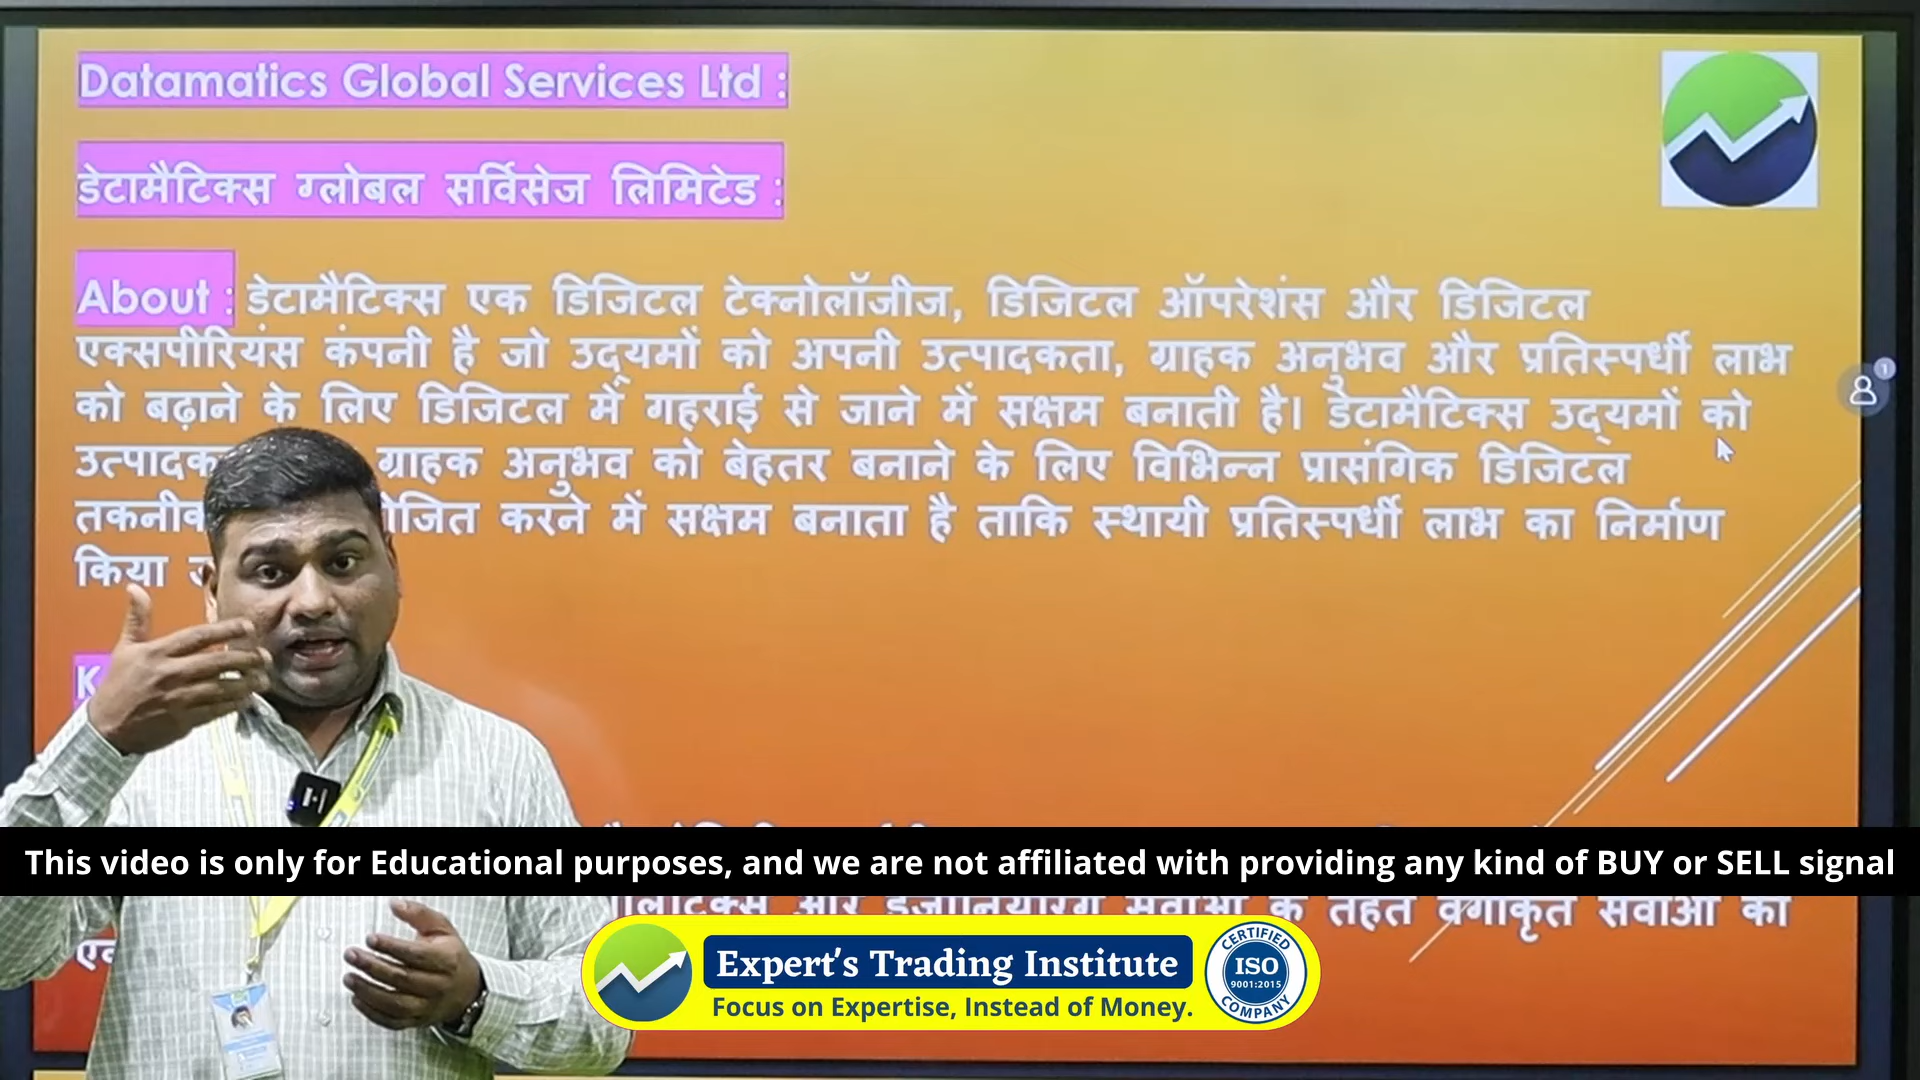 Datamatics Global Services Ltd :
डेटामैटिक्स ग्लोबल सर्विसेज लिमिटेड :
About : डेटामैटिक्स एक डिजिटल टेक्नोलॉजीज, डिजिटल ऑपरेशंस और डिजिटल
एक्सपीरियंस कंपनी है जो उद्यमों को अपनी उत्पादकता, ग्राहक अनुभव और प्रतिस्पर्धी लाभ
को बढ़ाने के लिए डिजिटल में गहराई से जाने में सक्षम बनाती है। डेटामैटिक्स उद्यमों को
ग्राहक अनुभव को बेहतर बनाने के लिए विभिन्न प्रासंगिक डिजिटल
करने में सक्षम बनाता है ताकि स्थायी प्रतिस्पर्धी लाभ का निर्माण
किया
1
This video is only for Educational purposes, and we are not affiliated with providing any kind of BUY or SELL signal
और इंजीनियरिंग सेवाओं के तहत वर्गीकृत सेवाओं की
Expert's Trading Institute
Focus on Expertise, Instead of Money.
CERTIFIED
ISO
9001:2015
COMPANY